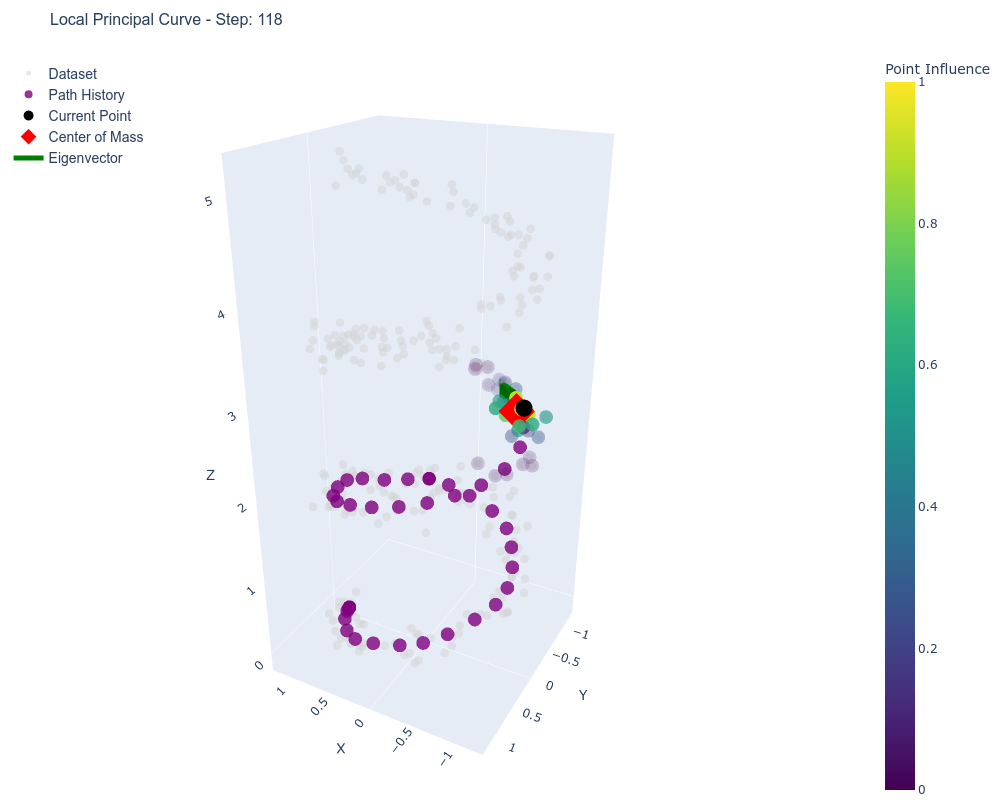 Local Principal Curve - Step: 118
Dataset
Path History
Current Point
Center of Mass
Eigenvector
Point Influence
1
0.8
0.6
0.4
0.2
0
5
4
3
2
1
0
Z
1
0.5
0
−0.5
−1
X
−1
−0.5
0
0.5
1
Y